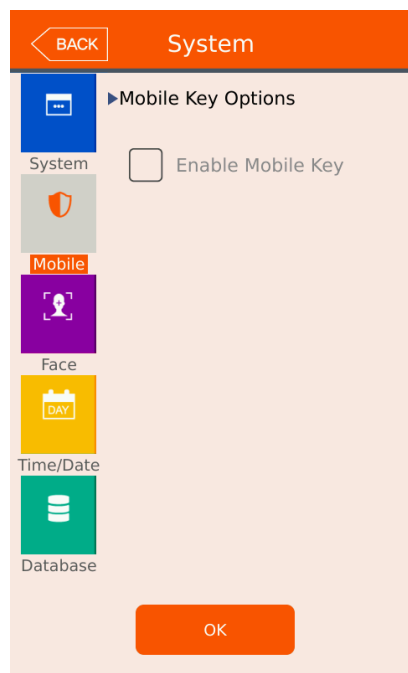 BACK
System
System
Mobile
Face
DAY
Time/Date
Database
Mobile Key Options
Enable Mobile Key
OK